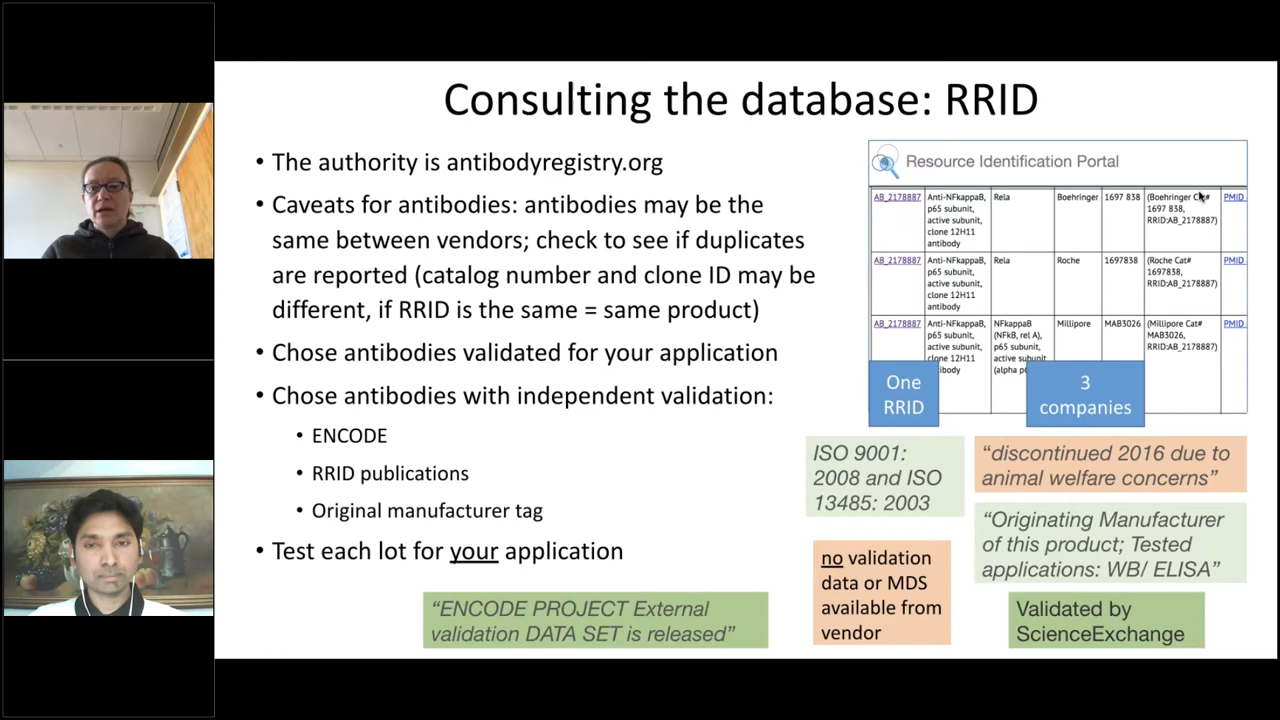 Consulting the database: RRID
• The authority is antibodyregistry.org
• Caveats for antibodies: antibodies may be the
same between vendors; check to see if duplicates
are reported (catalog number and clone ID may be
different, if RRID is the same = same product)
• Chose antibodies validated for your application
• Chose antibodies with independent validation:
• ENCODE
• RRID publications
• Original manufacturer tag
• Test each lot for your application
"ENCODE PROJECT External
validation DATA SET is released"
Resource Identification Portal
AB_2178887
Anti-NFkappaB,
p65 subunit,
active subunit,
clone 12H11
antibody
Rela
Boehringer
1697 838
(Boehringer
1697 838,
RRID:AB_2178887)
PMID
AB_2178887
Anti-NFkappaB,
p65 subunit,
active subunit,
clone 12H11
antibody
Rela
Roche
1697838
(Roche Cat#
1697838,
RRID:AB_2178887)
PMID
AB_2178887
Anti-NFkappaB,
p65 subunit,
active subunit,
clone 12H11
NFkappaB
(NFkB, rel A),
p65 subunit,
active subunit
(alpha
Millipore
MAB3026
(Millipore Cat#
MAB3026,
RRID:AB_2178887)
PMID
One
RRID
3
companies
ISO 9001:
2008 and ISO
13485: 2003
"discontinued 2016 due to
animal welfare concerns"
"Originating Manufacturer
of this product; Tested
applications: WB/ ELISA"
no validation
data or MDS
available from
vendor
Validated by
ScienceExchange